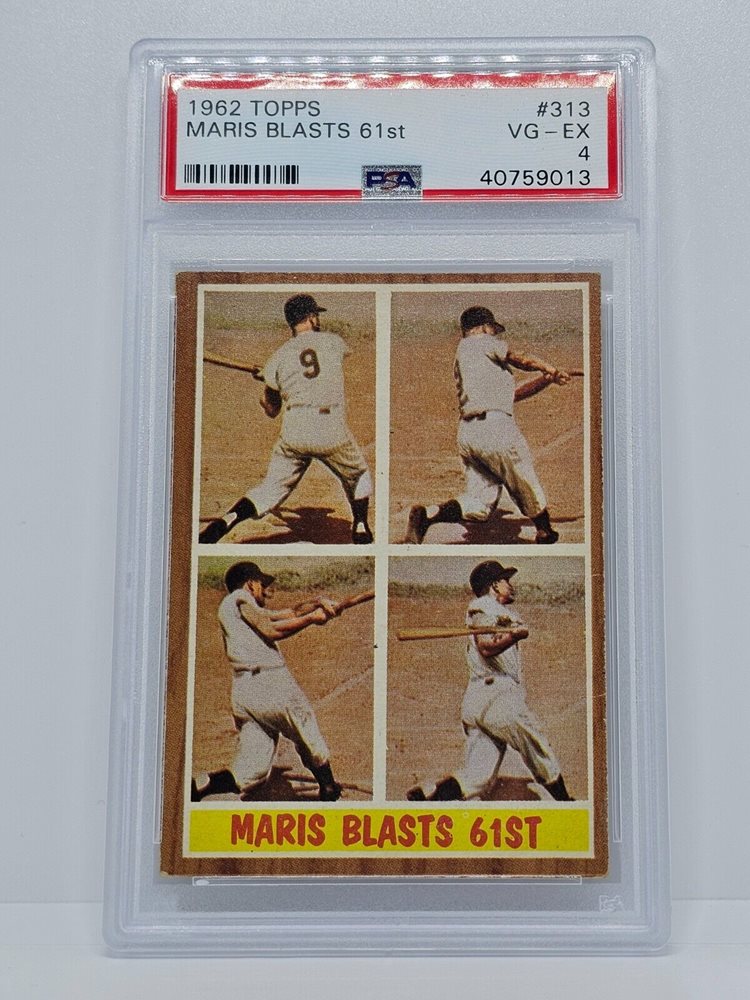 1962 TOPPS #313
MARIS BLASTS 61st VG-EX
4
PSA 40759013
9
MARIS BLASTS 61ST